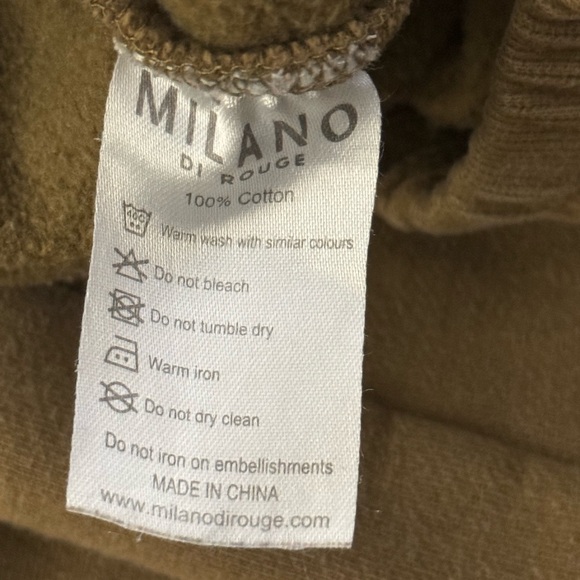 MILANO
DI ROUGE
100% Cotton
40C Warm wash with similar colours
Do not bleach
Do not tumble dry
Warm iron
Do not dry clean
Do not iron on embellishments
MADE IN CHINA
www.milanodirouge.com